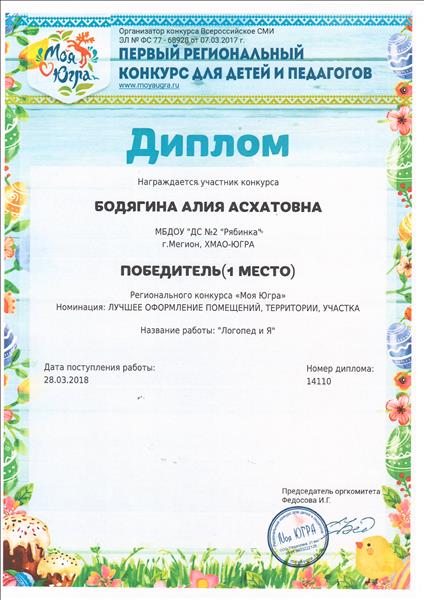 Организатор конкурса Всероссийское СМИ
ЭЛ № ФС 77 - 68928 от 07.03.2017 г.
Моя Югра
ПЕРВЫЙ РЕГИОНАЛЬНЫЙ
КОНКУРС ДЛЯ ДЕТЕЙ И ПЕДАГОГОВ
www.moyaugra.ru
Диплом
Награждается участник конкурса
БОДЯГИНА АЛИЯ АСХАТОВНА
МБДОУ "ДС №2 "Рябинка"
г.Мегион, ХМАО-ЮГРА
ПОБЕДИТЕЛЬ(1 МЕСТО)
Регионального конкурса «Моя Югра»
Номинация: ЛУЧШЕЕ ОФОРМЛЕНИЕ ПОМЕЩЕНИЙ, ТЕРРИТОРИИ, УЧАСТКА
Название работы: "Логопед и Я"
Дата поступления работы:
28.03.2018
Номер диплома:
14110
Председатель оргкомитета
Федосова И.Г.
Моя ЮГРА